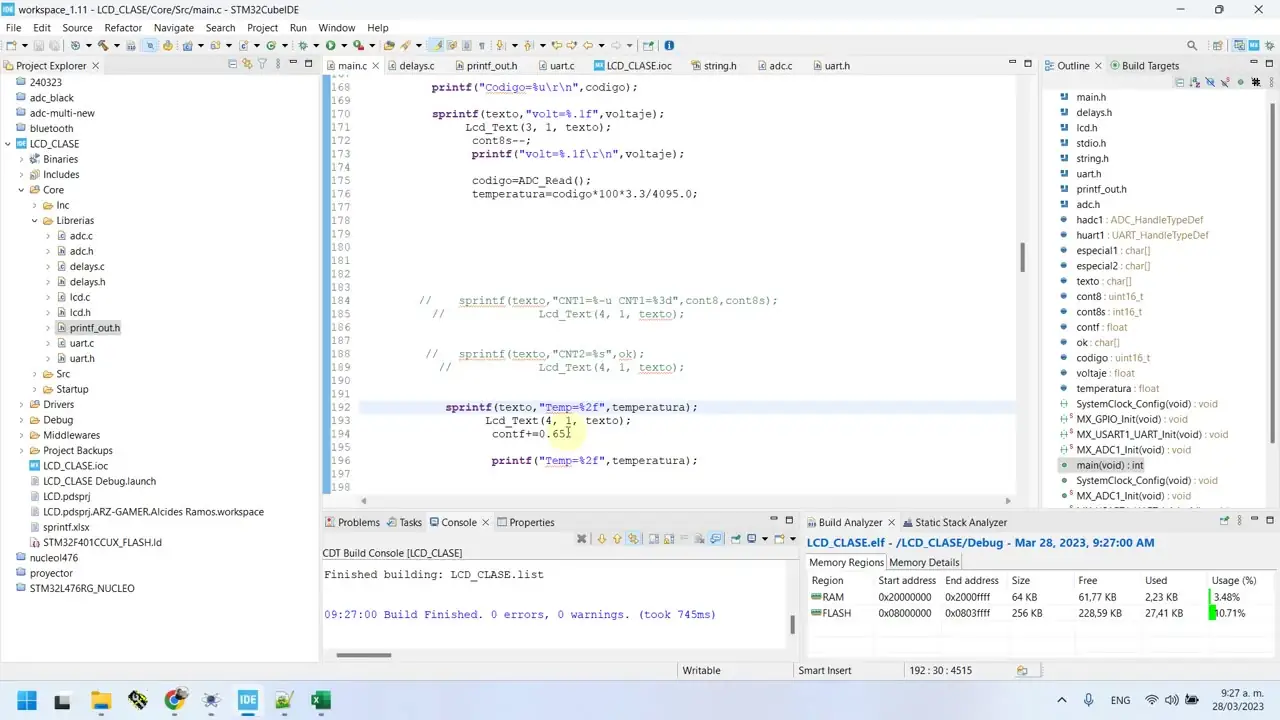 IDE workspace_1.11 - LCD_CLASE/Core/Src/main.c - STM32CubeIDE
File Edit Source Refactor Navigate Search Project Run Window Help
Project Explorer
240323
adc_black
adc-multi-new
bluetooth
LCD_CLASE
Binaries
Includes
Core
Inc
Librerias
adc.c
adc.h
delays.c
delays.h
lcd.c
lcd.h
printf_out.h
uart.c
uart.h
Src
Startup
Drivers
Debug
Middlewares
Project Backups
LCD_CLASE.ioc
LCD_CLASE Debug.launch
LCD.pdsprj
LCD.pdsprj.ARZ-GAMER.Alcides Ramos.workspace
sprintf.xlsx
STM32F401CCUX_FLASH.ld
nucleol476
proyector
STM32L476RG_NUCLEO
main.c delays.c printf_out.h uart.c LCD_CLASE.ioc string.h adc.c uart.h
168 printf("Codigo=%u\r\n",codigo);
169
170 sprintf(texto,"volt=%.1f",voltaje);
171 Lcd_Text(3, 1, texto);
172 cont8s--;
173 printf("volt=%.1f\r\n",voltaje);
174
175 codigo=ADC_Read();
176 temperatura=codigo*100*3.3/4095.0;
177
178
179
180
181
182
183
184 // sprintf(texto,"CNT1=%-u CNT1=%3d",cont8,cont8s);
185 // Lcd_Text(4, 1, texto);
186
187
188 // sprintf(texto,"CNT2=%s",ok);
189 // Lcd_Text(4, 1, texto);
190
191
192 sprintf(texto,"Temp=%2f",temperatura);
193 Lcd_Text(4, 1, texto);
194 contf+=0.65;
195
196 printf("Temp=%2f",temperatura);
197
198
Outline Build Targets
main.h
delays.h
lcd.h
stdio.h
string.h
uart.h
printf_out.h
adc.h
hadc1 : ADC_HandleTypeDef
huart1 : UART_HandleTypeDef
especial1 : char[]
especial2 : char[]
texto : char[]
cont8 : uint16_t
cont8s : int16_t
contf : float
ok : char[]
codigo : uint16_t
voltaje : float
temperatura : float
SystemClock_Config(void) : void
MX_GPIO_Init(void) : void
MX_USART1_UART_Init(void) : void
MX_ADC1_Init(void) : void
main(void) : int
SystemClock_Config(void) : void
MX_ADC1_Init(void) : void
Problems Tasks Console Properties
CDT Build Console [LCD_CLASE]
Finished building: LCD_CLASE.list
09:27:00 Build Finished. 0 errors, 0 warnings. (took 745ms)
Build Analyzer Static Stack Analyzer
LCD_CLASE.elf - /LCD_CLASE/Debug - Mar 28, 2023, 9:27:00 AM
Memory Regions Memory Details
Region Start address End address Size Free Used Usage (%)
RAM 0x20000000 0x2000ffff 64 KB 61,77 KB 2,23 KB 3.48%
FLASH 0x08000000 0x0803ffff 256 KB 228,59 KB 27,41 KB 10.71%
Writable Smart Insert 192 : 30 : 4515
IDE
ENG
9:27 a. m.
28/03/2023